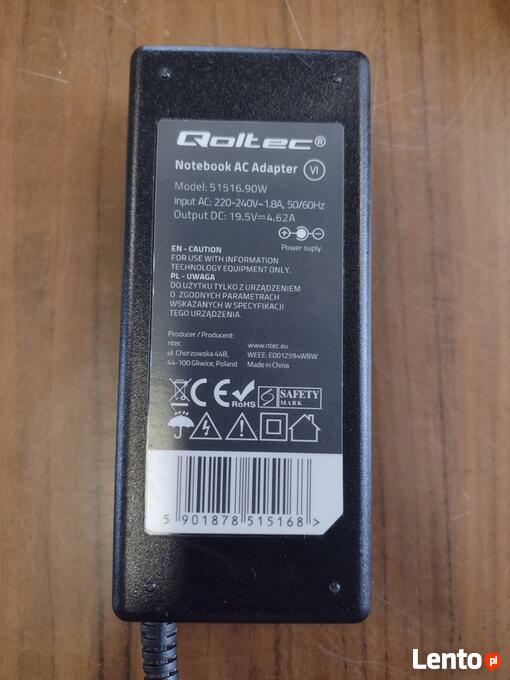 Qoltec®
Notebook AC Adapter VI
Model: 51516.90W
Input AC: 220-240V~1.8A, 50/60Hz
Output DC: 19.5V⎓4.62A
Power suply
EN - CAUTION
FOR USE WITH INFORMATION
TECHNOLOGY EQUIPMENT ONLY.
PL - UWAGA
DO UŻYTKU TYLKO Z URZĄDZENIEM
O ZGODNYCH PARAMETRACH
WSKAZANYCH W SPECYFIKACJI
TEGO URZĄDZENIA.
Producer / Producent:
ntec
ul. Chorzowska 44B,
44-100 Gliwice, Poland
www.ntec.eu
WEEE: E0012594WBW
Made in China
CE RoHS S SAFETY
MARK
5 901878 515168 >
Lento pl